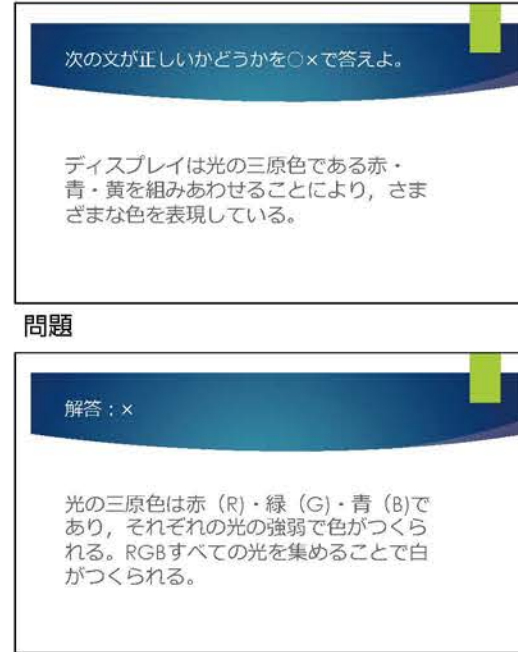 次の文が正しいかどうかを○×で答えよ。
ディスプレイは光の三原色である赤・
青・黄を組みあわせることにより，さま
ざまな色を表現している。
問題
解答：×
光の三原色は赤（R)・緑（G)・青（B)で
あり，それぞれの光の強弱で色がつくら
れる。RGBすべての光を集めることで白
がつくられる。